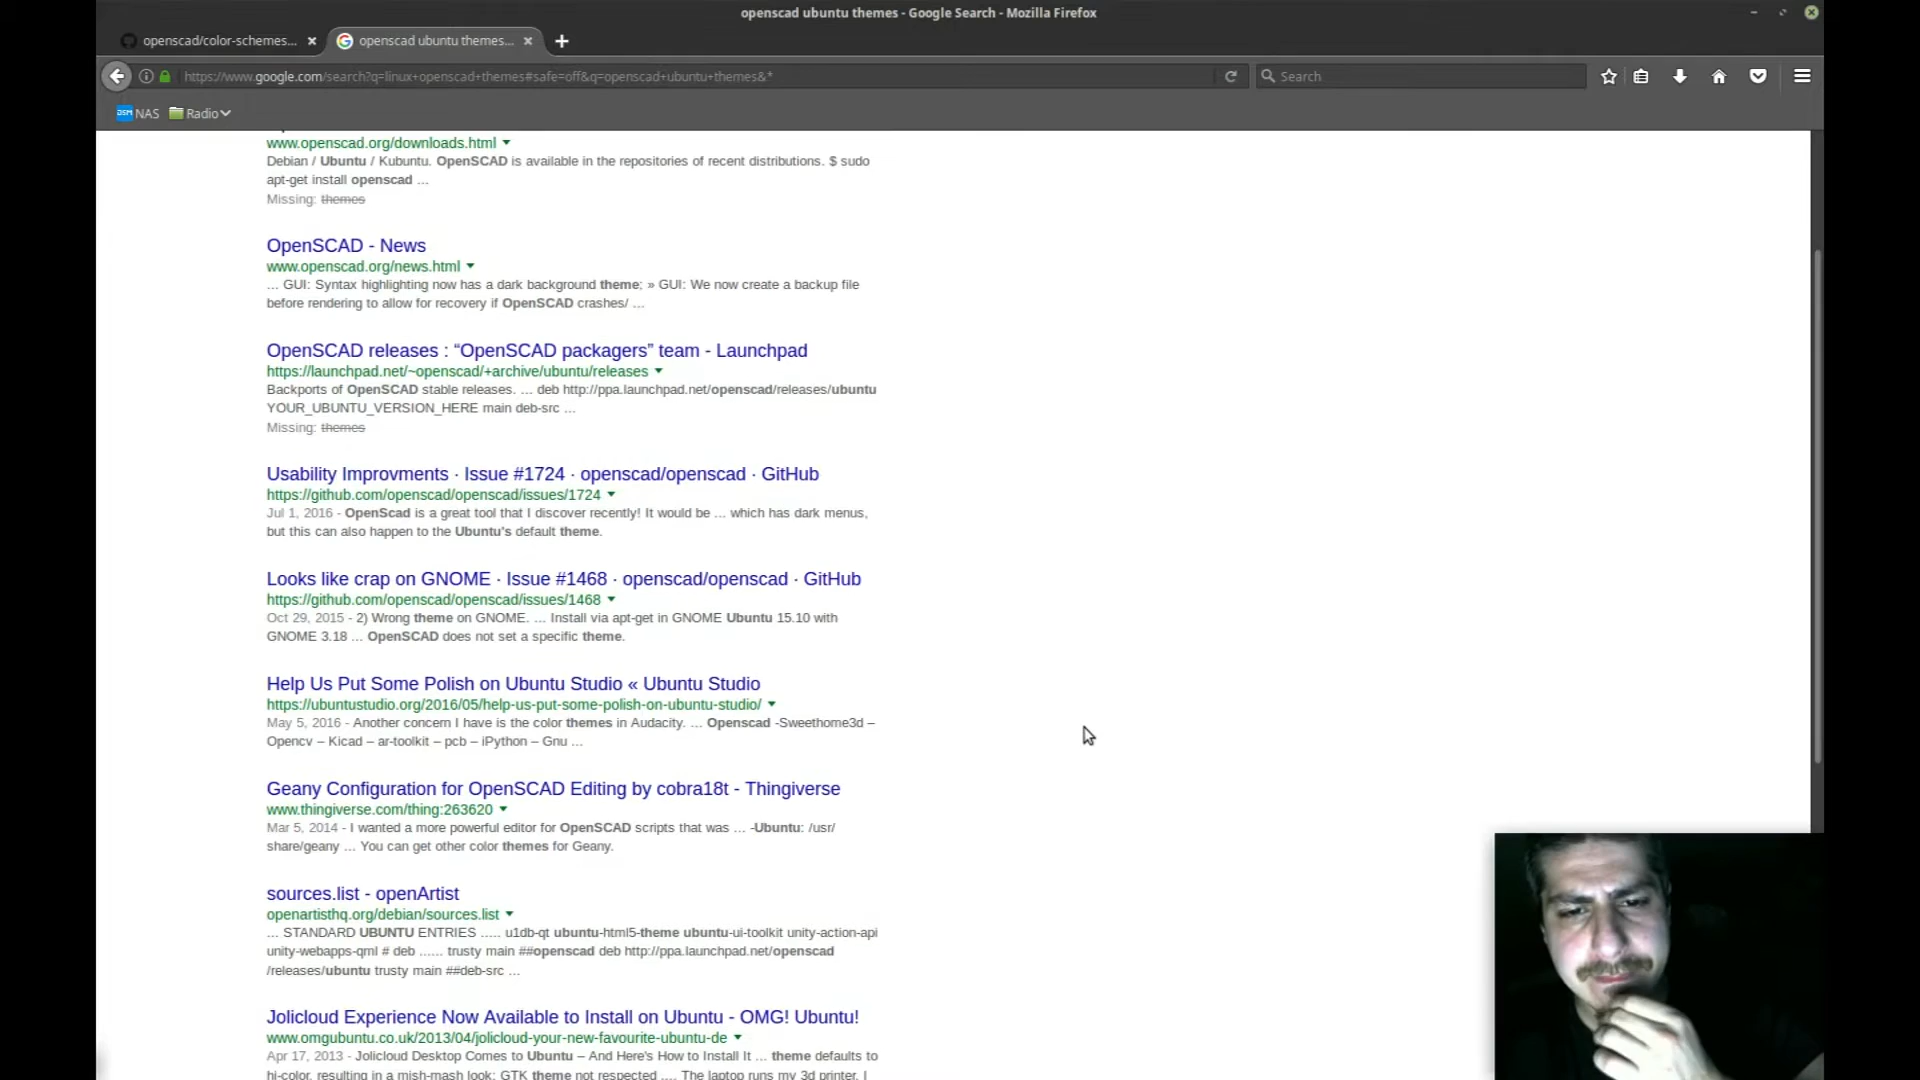 openscad ubuntu themes - Google Search - Mozilla Firefox
openscad/color-schemes...
openscad ubuntu themes...
https://www.google.com/search?q=linux+openscad+themes#safe=off&q=openscad+ubuntu+themes&*
Search
NAS
Radio
www.openscad.org/downloads.html
Debian / Ubuntu / Kubuntu. OpenSCAD is available in the repositories of recent distributions. $ sudo
apt-get install openscad ...
Missing: themes
OpenSCAD - News
www.openscad.org/news.html
... GUI: Syntax highlighting now has a dark background theme; » GUI: We now create a backup file
before rendering to allow for recovery if OpenSCAD crashes/ ...
OpenSCAD releases : “OpenSCAD packagers” team - Launchpad
https://launchpad.net/~openscad/+archive/ubuntu/releases
Backports of OpenSCAD stable releases. ... deb http://ppa.launchpad.net/openscad/releases/ubuntu
YOUR_UBUNTU_VERSION_HERE main deb-src ...
Missing: themes
Usability Improvments · Issue #1724 · openscad/openscad · GitHub
https://github.com/openscad/openscad/issues/1724
Jul 1, 2016 - OpenScad is a great tool that I discover recently! It would be ... which has dark menus,
but this can also happen to the Ubuntu's default theme.
Looks like crap on GNOME · Issue #1468 · openscad/openscad · GitHub
https://github.com/openscad/openscad/issues/1468
Oct 29, 2015 - 2) Wrong theme on GNOME. ... Install via apt-get in GNOME Ubuntu 15.10 with
GNOME 3.18 ... OpenSCAD does not set a specific theme.
Help Us Put Some Polish on Ubuntu Studio « Ubuntu Studio
https://ubuntustudio.org/2016/05/help-us-put-some-polish-on-ubuntu-studio/
May 5, 2016 - Another concern I have is the color themes in Audacity. ... Openscad -Sweethome3d –
Opencv – Kicad – ar-toolkit – pcb – iPython – Gnu ...
Geany Configuration for OpenSCAD Editing by cobra18t - Thingiverse
www.thingiverse.com/thing:263620
Mar 5, 2014 - I wanted a more powerful editor for OpenSCAD scripts that was ... -Ubuntu: /usr/
share/geany ... You can get other color themes for Geany.
sources.list - openArtist
openartisthq.org/debian/sources.list
... STANDARD UBUNTU ENTRIES ..... u1db-qt ubuntu-html5-theme ubuntu-ui-toolkit unity-action-api
unity-webapps-qml # deb ...... trusty main ##openscad deb http://ppa.launchpad.net/openscad
/releases/ubuntu trusty main ##deb-src ...
Jolicloud Experience Now Available to Install on Ubuntu - OMG! Ubuntu!
www.omgubuntu.co.uk/2013/04/jolicloud-your-new-favourite-ubuntu-de
Apr 17, 2013 - Jolicloud Desktop Comes to Ubuntu – And Here's How to Install It ... theme defaults to
hi-color, resulting in a mish-mash look; GTK theme not respected .... The laptop runs my 3d printer, I